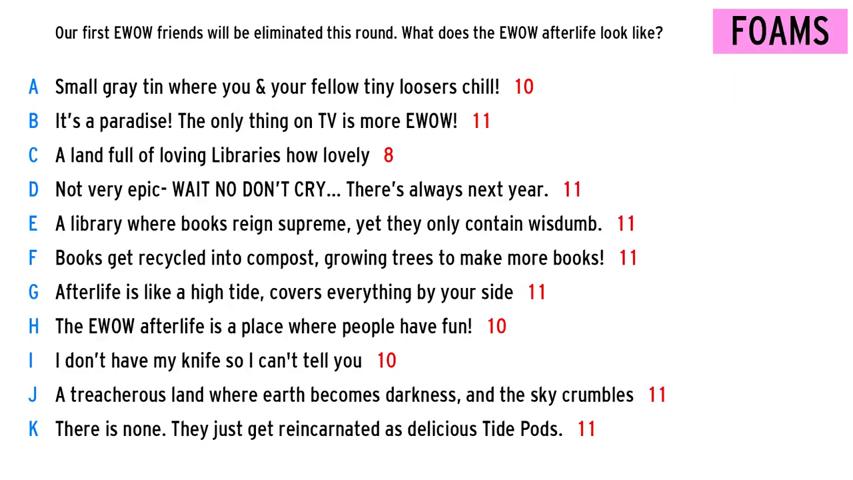 Our first EWOW friends will be eliminated this round. What does the EWOW afterlife look like?
FOAMS
A Small gray tin where you & your fellow tiny loosers chill! 10
B It's a paradise! The only thing on TV is more EWOW! 11
C A land full of loving Libraries how lovely 8
D Not very epic- WAIT NO DON'T CRY... There's always next year. 11
E A library where books reign supreme, yet they only contain wisdumb. 11
F Books get recycled into compost, growing trees to make more books! 11
G Afterlife is like a high tide, covers everything by your side 11
H The EWOW afterlife is a place where people have fun! 10
I I don't have my knife so I can't tell you 10
J A treacherous land where earth becomes darkness, and the sky crumbles 11
K There is none. They just get reincarnated as delicious Tide Pods. 11